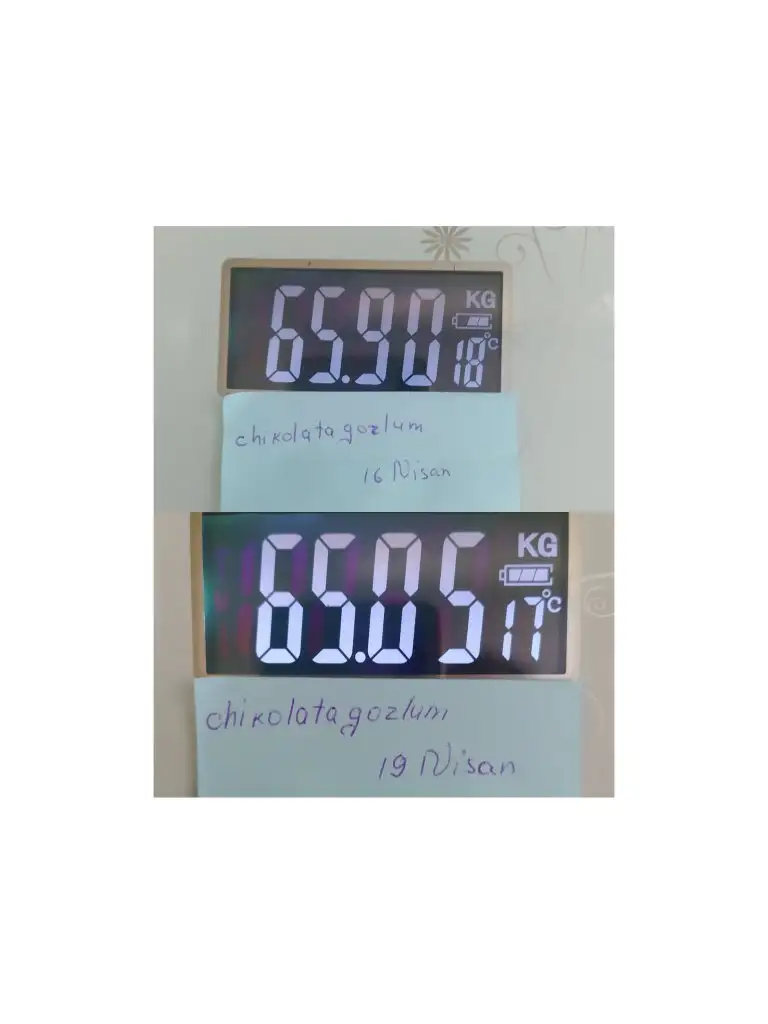 65.90 KG
18 °C
chikolatagozlum
16 Nisan
65.05 KG
17 °C
chikolatagozlum
19 Nisan